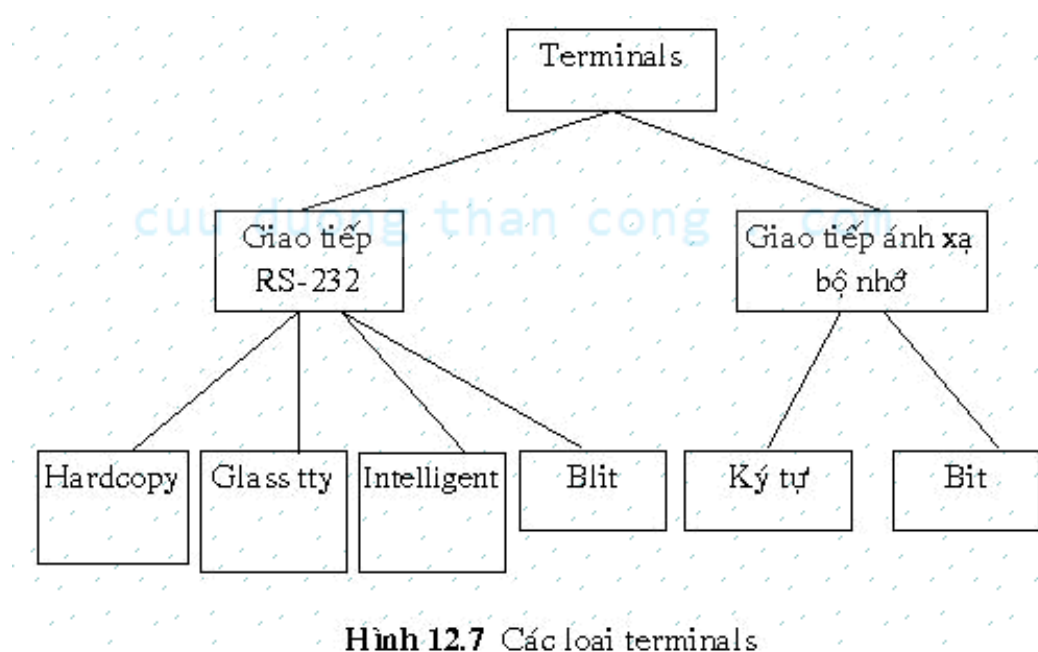 Terminals
cuu duong than cong . com
Giao tiếp
RS-232
Giao tiếp ánh xạ
bộ nhớ
Hardcopy
Glass tty
Intelligent
Blit
Ký tự
Bit
Hình 12.7 Các loại terminals